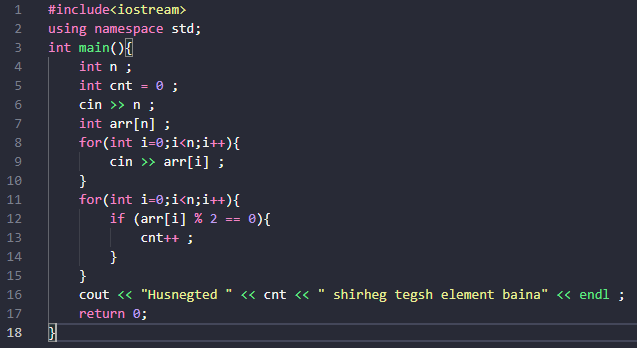 1 #include<iostream>
2 using namespace std;
3 int main(){
4     int n ;
5     int cnt = 0 ;
6     cin >> n ;
7     int arr[n] ;
8     for(int i=0;i<n;i++){
9         cin >> arr[i] ;
10     }
11     for(int i=0;i<n;i++){
12         if (arr[i] % 2 == 0){
13             cnt++ ;
14         }
15     }
16     cout << "Husnegted " << cnt << " shirheg tegsh element baina" << endl ;
17     return 0;
18 }